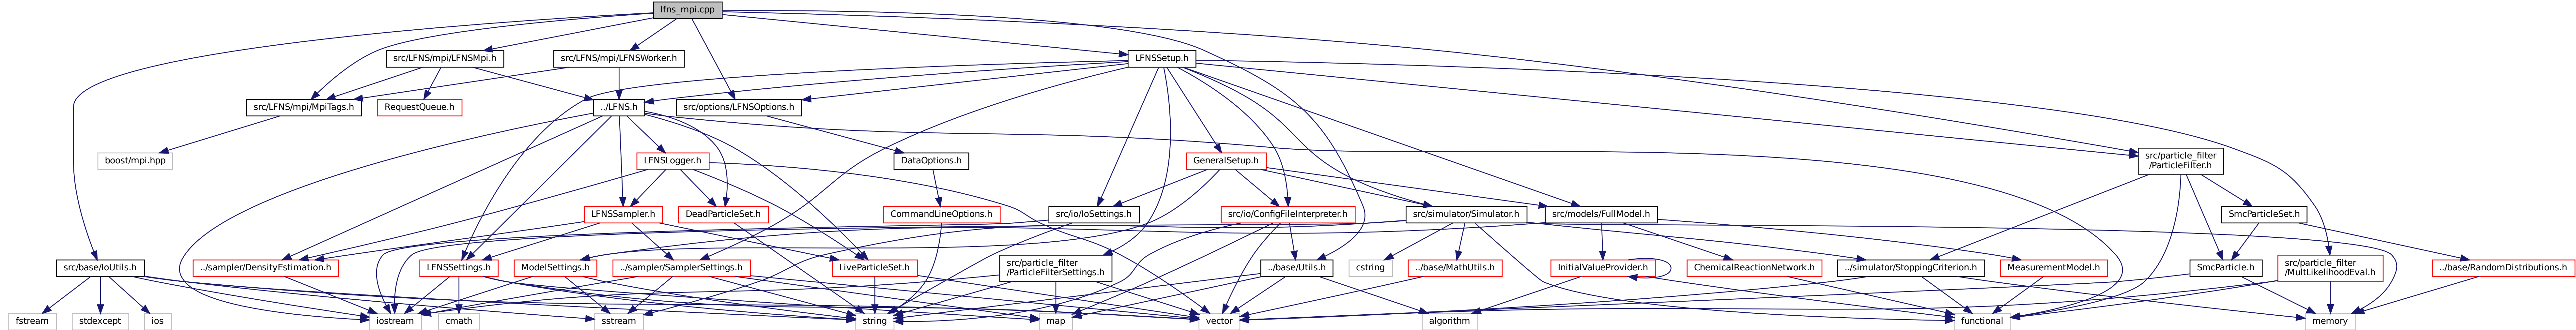 lfns_mpi.cpp
src/LFNS/mpi/LFNSMpi.h
src/LFNS/mpi/LFNSWorker.h
LFNSSetup.h
src/LFNS/mpi/MpiTags.h
RequestQueue.h
../LFNS.h
src/options/LFNSOptions.h
boost/mpi.hpp
LFNSLogger.h
DataOptions.h
GeneralSetup.h
src/particle_filter
/ParticleFilter.h
LFNSSampler.h
DeadParticleSet.h
CommandLineOptions.h
src/io/IoSettings.h
src/io/ConfigFileInterpreter.h
src/simulator/Simulator.h
src/models/FullModel.h
SmcParticleSet.h
src/base/IoUtils.h
../sampler/DensityEstimation.h
LFNSSettings.h
ModelSettings.h
../sampler/SamplerSettings.h
LiveParticleSet.h
src/particle_filter
/ParticleFilterSettings.h
../base/Utils.h
cstring
../base/MathUtils.h
InitialValueProvider.h
ChemicalReactionNetwork.h
../simulator/StoppingCriterion.h
MeasurementModel.h
SmcParticle.h
src/particle_filter
/MultLikelihoodEval.h
../base/RandomDistributions.h
fstream
stdexcept
ios
iostream
cmath
sstream
string
map
vector
algorithm
functional
memory